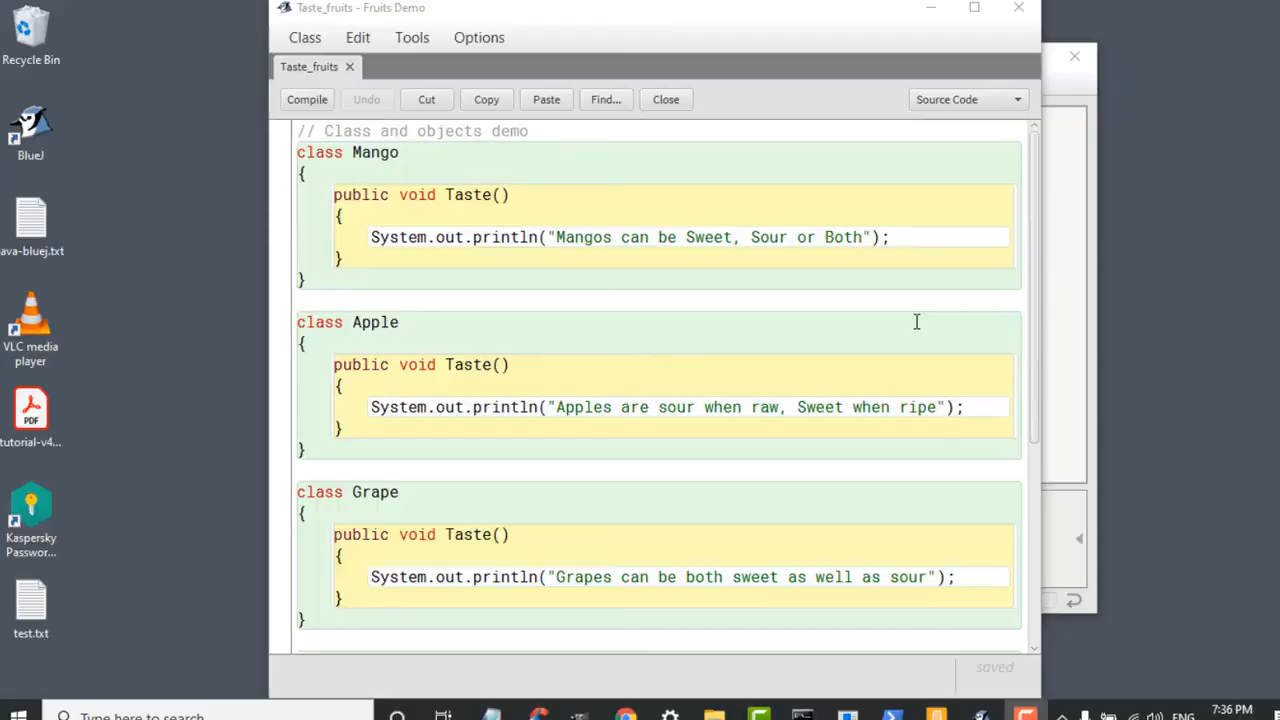 Recycle Bin
BlueJ
ava-bluej.txt
VLC media
player
PDF
tutorial-v4...
Kaspersky
Passwor...
test.txt
Taste_fruits - Fruits Demo
Class Edit Tools Options
Taste_fruits
Compile Undo Cut Copy Paste Find... Close Source Code
// Class and objects demo
class Mango
{
public void Taste()
{
System.out.println("Mangos can be Sweet, Sour or Both");
}
}
class Apple
{
public void Taste()
{
System.out.println("Apples are sour when raw, Sweet when ripe");
}
}
class Grape
{
public void Taste()
{
System.out.println("Grapes can be both sweet as well as sour");
}
}
saved
Type here to search
ENG
7:36 PM